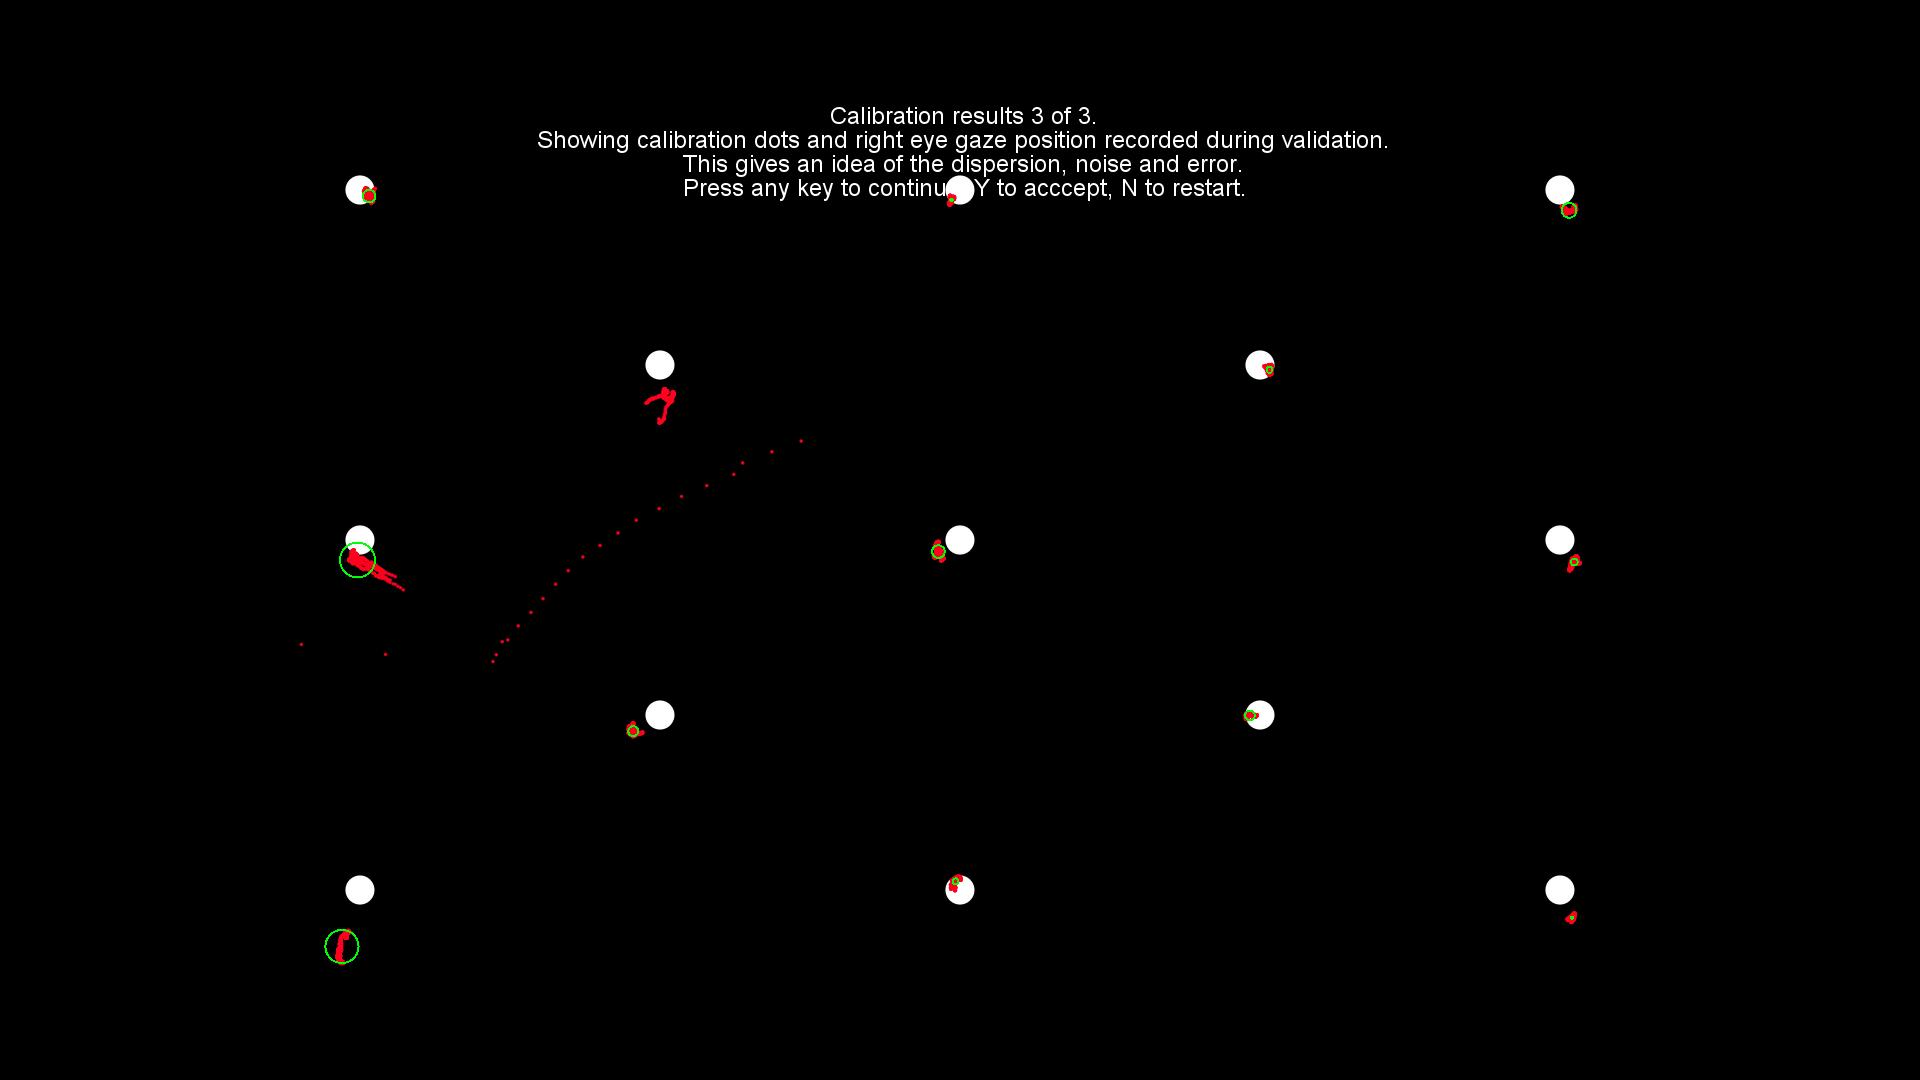 Calibration results 3 of 3.
Showing calibration dots and right eye gaze position recorded during validation.
This gives an idea of the dispersion, noise and error.
Press any key to continu Y to acccept, N to restart.